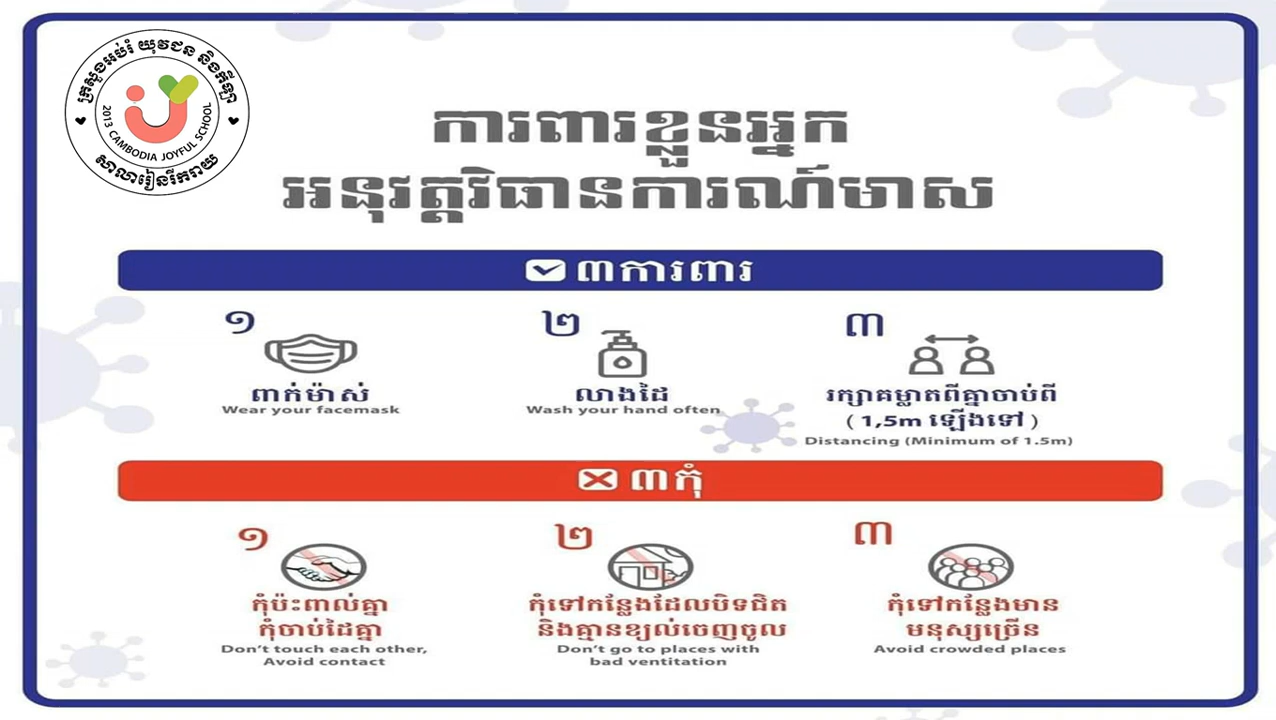 ក្រសួងអប់រំ យុវជន និងកីឡា
2013 CAMBODIA JOYFUL SCHOOL
សាលារៀនរីករាយ
ការពារខ្លួនអ្នក
អនុវត្តវិធានការណ៍មាស
៣ការពារ
១
២
៣
ពាក់ម៉ាស់
Wear your facemask
លាងដៃ
Wash your hand often
រក្សាគម្លាតពីគ្នាចាប់ពី
( 1,5m ឡើងទៅ )
Distancing (Minimum of 1.5m)
៣កុំ
១
២
៣
កុំប៉ះពាល់គ្នា
កុំចាប់ដៃគ្នា
Don't touch each other,
Avoid contact
កុំទៅកន្លែងដែលបិទជិត
និងគ្មានខ្យល់ចេញចូល
Don't go to places with
bad ventitation
កុំទៅកន្លែងមាន
មនុស្សច្រើន
Avoid crowded places